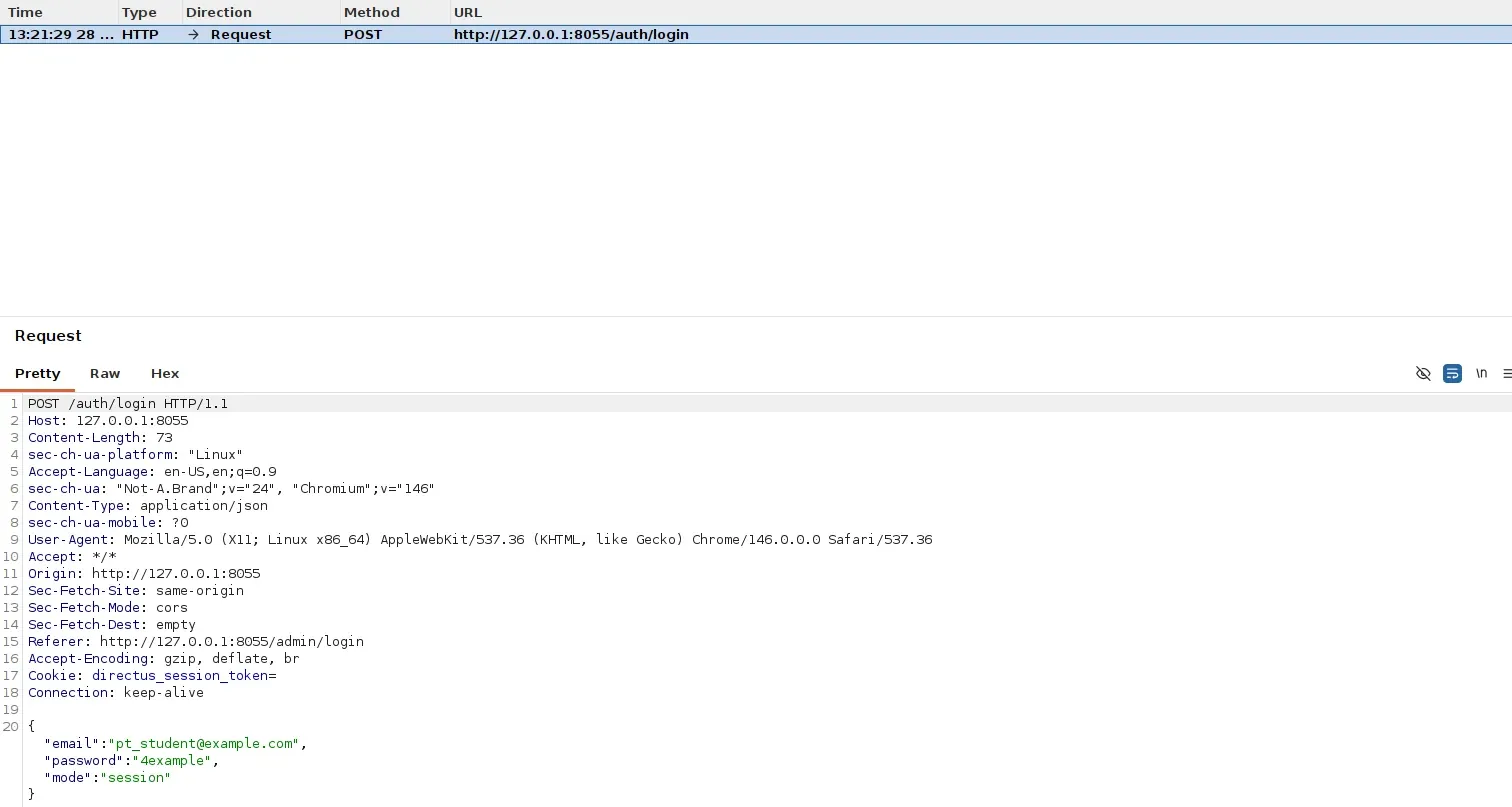 Time Type Direction Method URL
13:21:29 28 ... HTTP → Request POST http://127.0.0.1:8055/auth/login
Request
Pretty Raw Hex \n
1 POST /auth/login HTTP/1.1
2 Host: 127.0.0.1:8055
3 Content-Length: 73
4 sec-ch-ua-platform: "Linux"
5 Accept-Language: en-US,en;q=0.9
6 sec-ch-ua: "Not-A.Brand";v="24", "Chromium";v="146"
7 Content-Type: application/json
8 sec-ch-ua-mobile: ?0
9 User-Agent: Mozilla/5.0 (X11; Linux x86_64) AppleWebKit/537.36 (KHTML, like Gecko) Chrome/146.0.0.0 Safari/537.36
10 Accept: */*
11 Origin: http://127.0.0.1:8055
12 Sec-Fetch-Site: same-origin
13 Sec-Fetch-Mode: cors
14 Sec-Fetch-Dest: empty
15 Referer: http://127.0.0.1:8055/admin/login
16 Accept-Encoding: gzip, deflate, br
17 Cookie: directus_session_token=
18 Connection: keep-alive
19
20 {
"email":"pt_student@example.com",
"password":"4example",
"mode":"session"
}